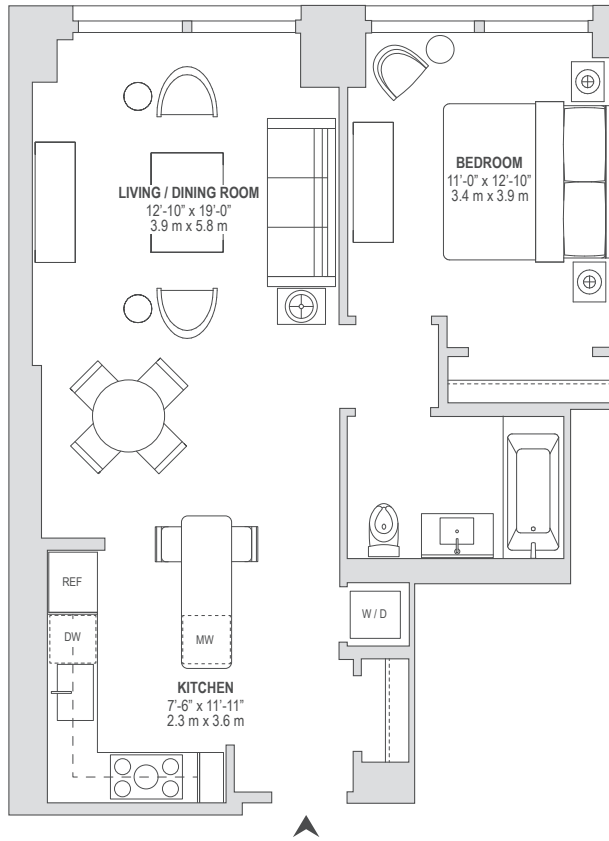 BEDROOM
11'-0" x 12'-10"
3.4 m x 3.9 m
LIVING / DINING ROOM
12'-10" x 19'-0"
3.9 m x 5.8 m
REF
DW
MW
W / D
KITCHEN
7'-6" x 11'-11"
2.3 m x 3.6 m